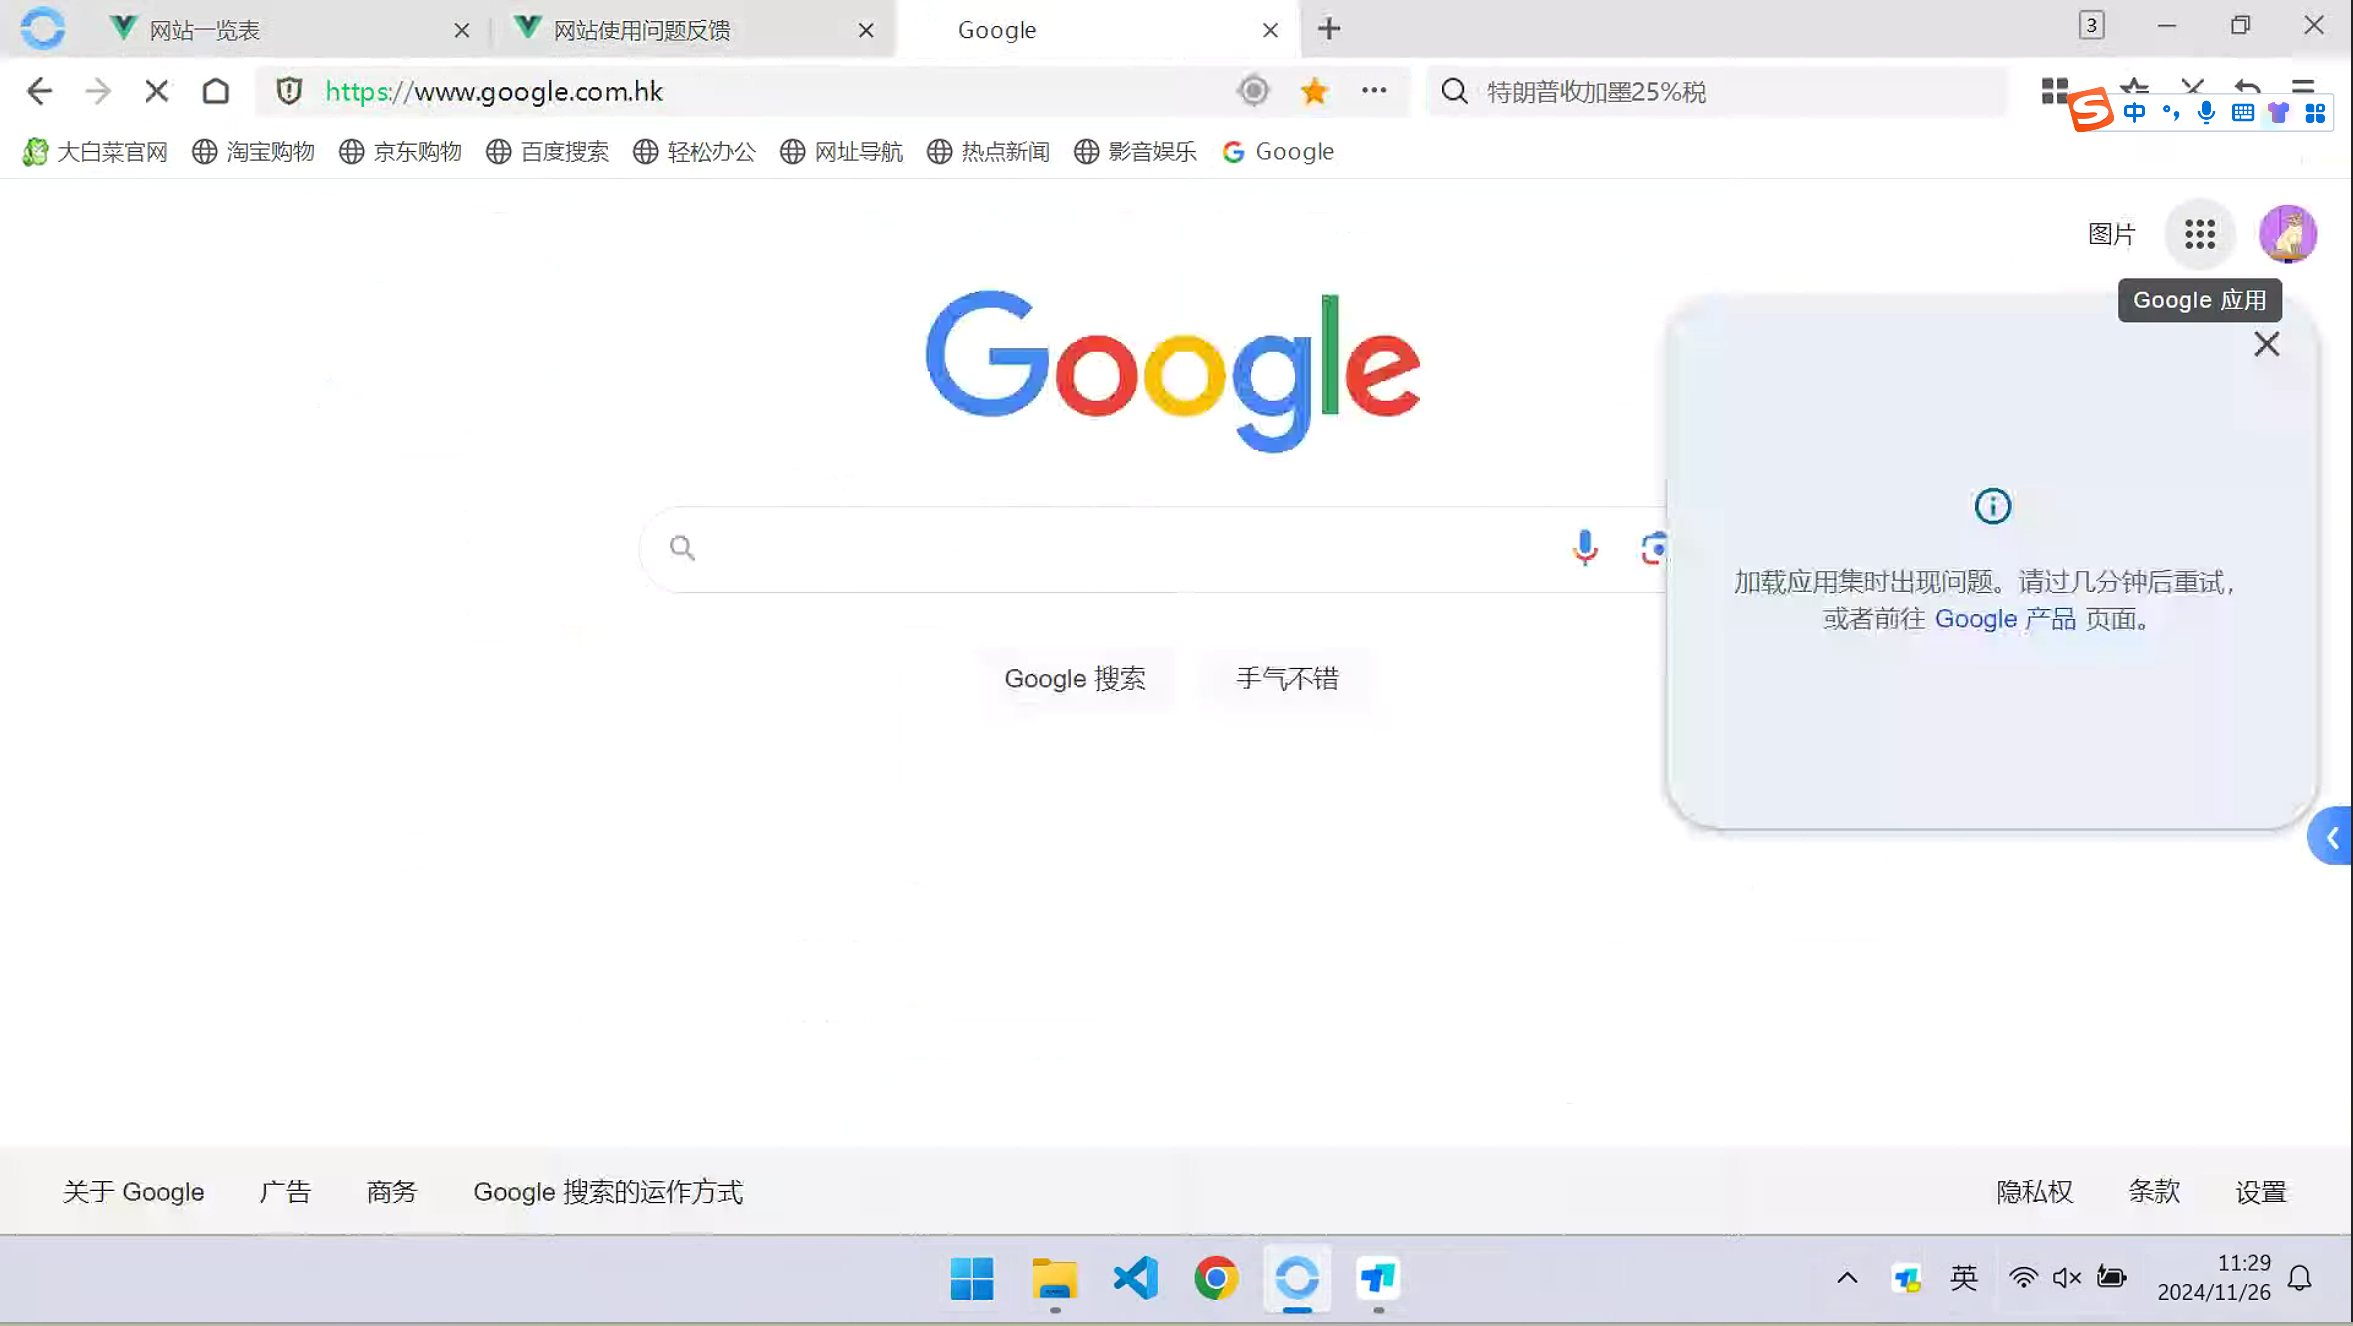 网站一览表
网站使用问题反馈
Google
3
https://www.google.com.hk
特朗普收加墨25%税
中
大白菜官网
淘宝购物
京东购物
百度搜索
轻松办公
网址导航
热点新闻
影音娱乐
Google
图片
Google 应用
Google
加载应用集时出现问题。请过几分钟后重试，
或者前往 Google 产品 页面。
Google 搜索
手气不错
关于 Google
广告
商务
Google 搜索的运作方式
隐私权
条款
设置
英
11:29
2024/11/26